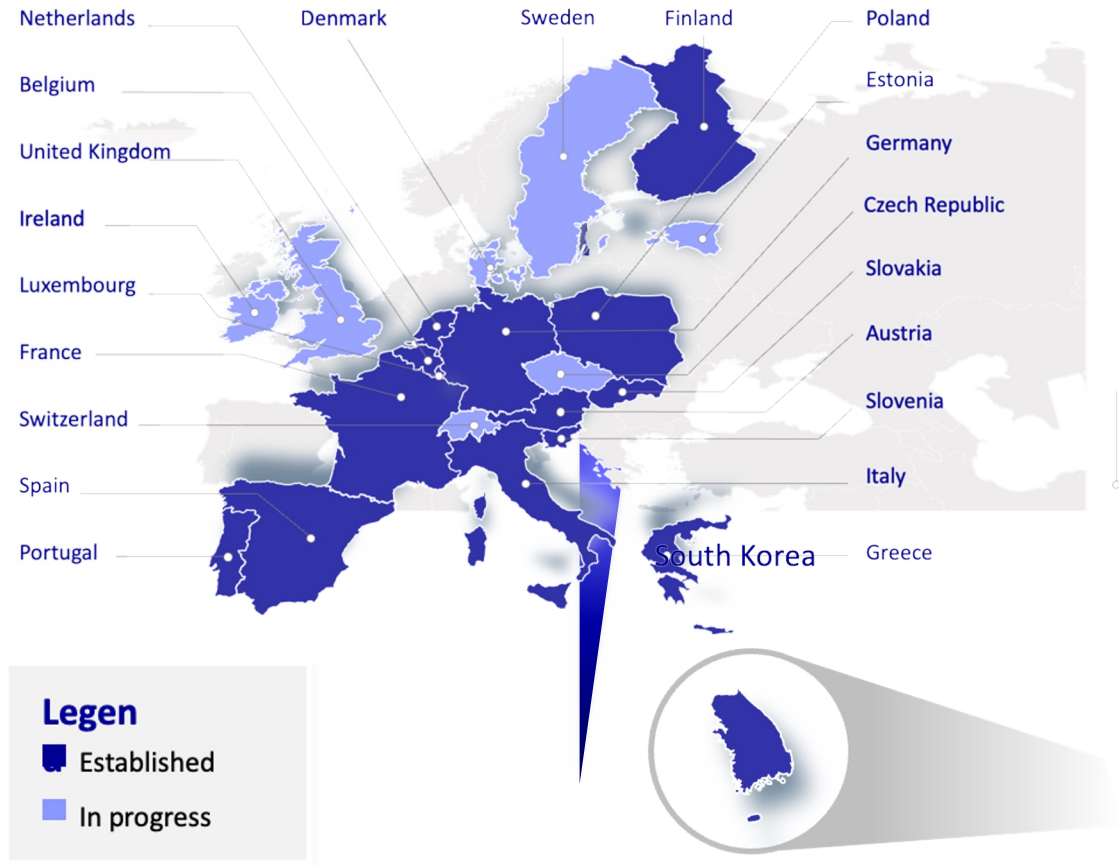 Netherlands
Denmark
Sweden
Finland
Poland
Belgium
Estonia
United Kingdom
Germany
Ireland
Czech Republic
Luxembourg
Slovakia
France
Austria
Switzerland
Slovenia
Spain
Italy
Portugal
South Korea
Greece
Legen
Established
In progress